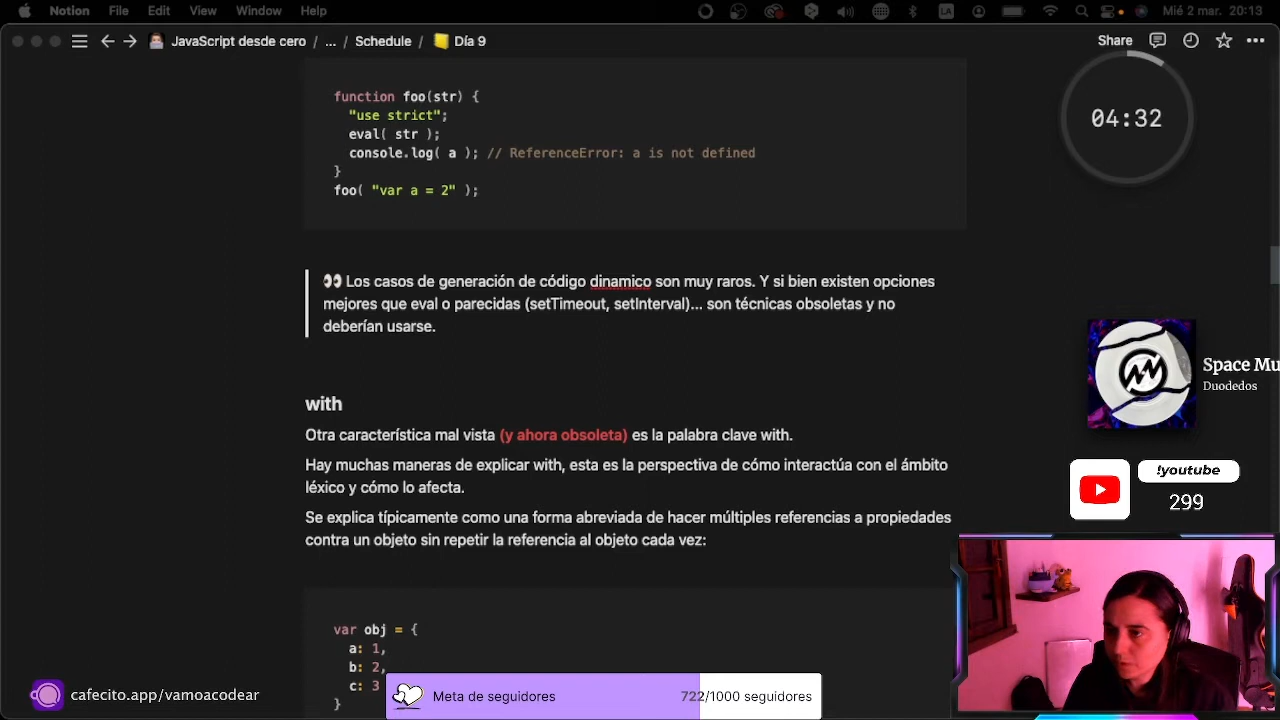 Notion File Edit View Window Help
LA
Mié 2 mar. 20:13
JavaScript desde cero / ... / Schedule / Día 9
Share
function foo(str) {
"use strict";
eval( str );
console.log( a ); // ReferenceError: a is not defined
}
foo( "var a = 2" );
04:32
👀 Los casos de generación de código dinamico son muy raros. Y si bien existen opciones
mejores que eval o parecidas (setTimeout, setInterval)... son técnicas obsoletas y no
deberían usarse.
Space Mu
Duodedos
with
Otra característica mal vista (y ahora obsoleta) es la palabra clave with.
Hay muchas maneras de explicar with, esta es la perspectiva de cómo interactúa con el ámbito
léxico y cómo lo afecta.
!youtube
299
Se explica típicamente como una forma abreviada de hacer múltiples referencias a propiedades
contra un objeto sin repetir la referencia al objeto cada vez:
var obj = {
a: 1,
b: 2,
c: 3
}
cafecito.app/vamoacodear
Meta de seguidores 722/1000 seguidores